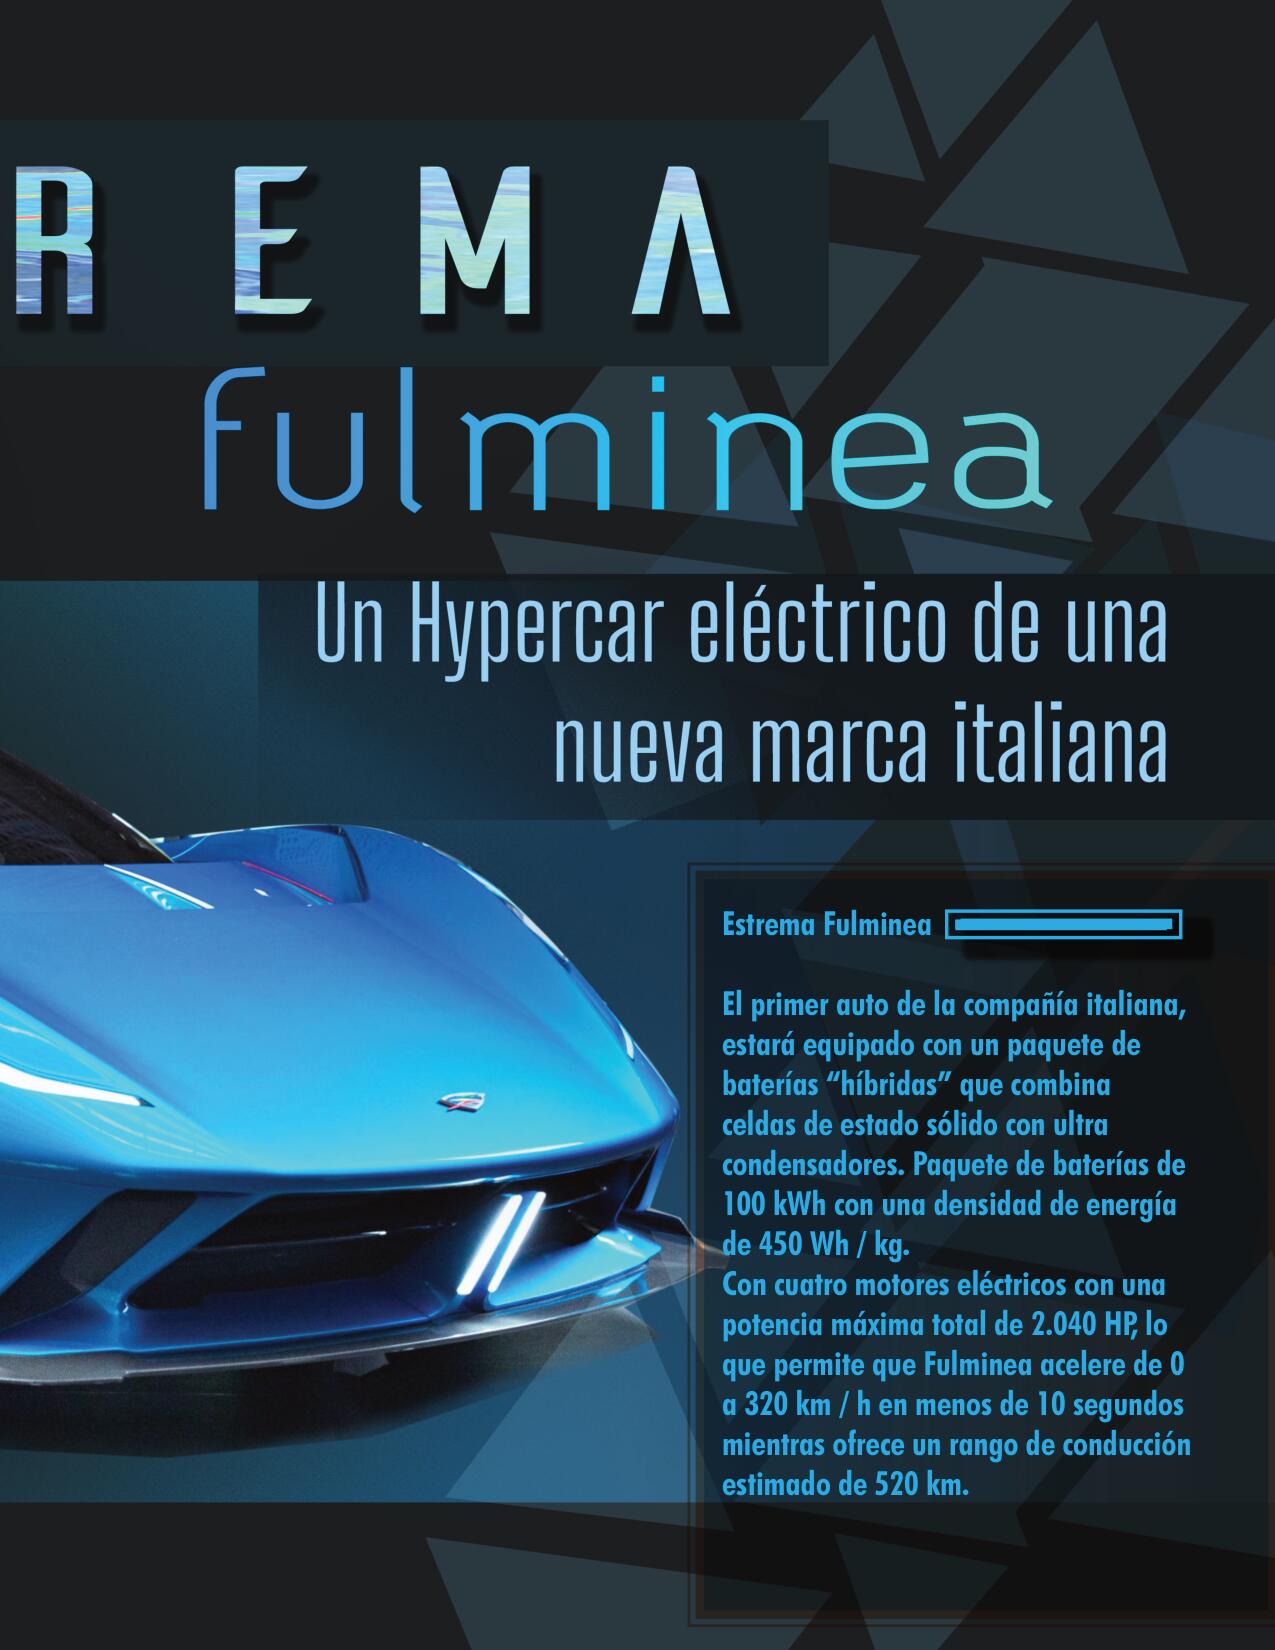 REMA
fulminea
Un Hypercar eléctrico de una
nueva marca italiana
Estrema Fulminea
El primer auto de la compañía italiana,
estará equipado con un paquete de
baterías “híbridas” que combina
celdas de estado sólido con ultra
condensadores. Paquete de baterías de
100 kWh con una densidad de energía
de 450 Wh / kg.
Con cuatro motores eléctricos con una
potencia máxima total de 2.040 HP, lo
que permite que Fulminea acelere de 0
a 320 km / h en menos de 10 segundos
mientras ofrece un rango de conducción
estimado de 520 km.